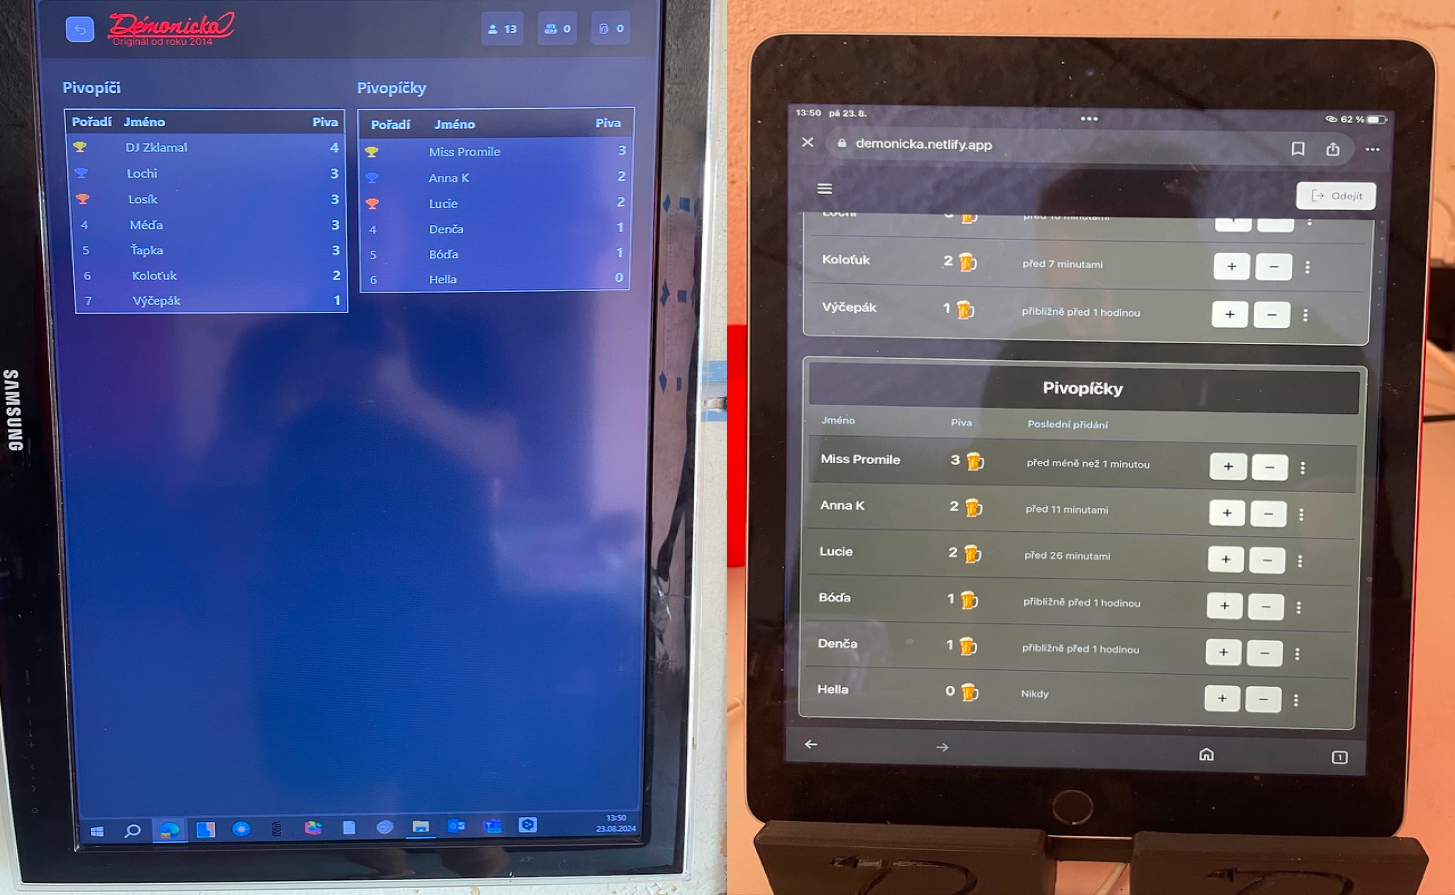 Démonická
Originál od roku 2014
13
0
0
Pivopíči
Pořadí Jméno Piva
DJ Zklamal 4
Lochi 3
Losík 3
4 Méďa 3
5 Ťapka 3
6 Koloťuk 2
7 Výčepák 1
Pivopíčky
Pořadí Jméno Piva
Miss Promile 3
Anna K 2
Lucie 2
4 Denča 1
5 Bóďa 1
6 Hella 0
SAMSUNG
13:50
23.08.2024
13:50 pá 23. 8.
62 %
demonicka.netlify.app
Odejít
Lochi
Koloťuk 2 před 7 minutami + −
Výčepák 1 přibližně před 1 hodinou + −
Pivopíčky
Jméno Piva Poslední přidání
Miss Promile 3 před méně než 1 minutou + −
Anna K 2 před 11 minutami + −
Lucie 2 před 26 minutami + −
Bóďa 1 přibližně před 1 hodinou + −
Denča 1 přibližně před 1 hodinou + −
Hella 0 Nikdy + −
1